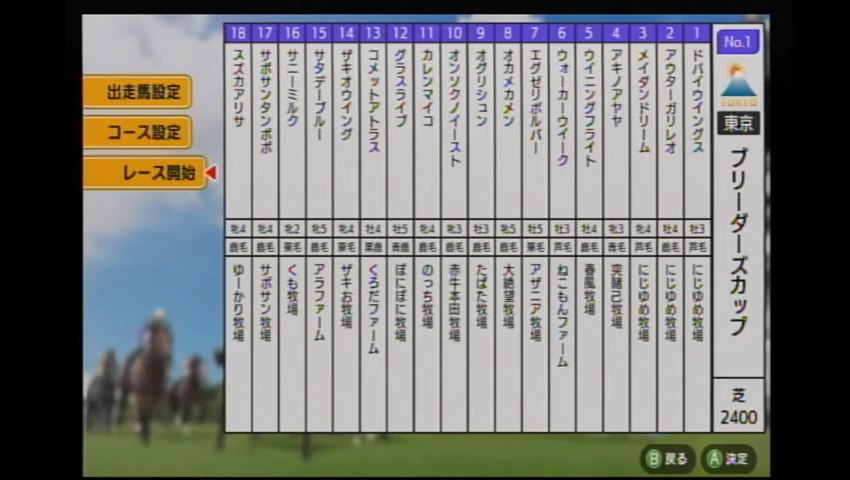 No.1
TOKYO
東京
ブリーダーズカップ
芝
2400
出走馬設定
コース設定
レース開始
1
ドバイウイングス
牡3
芦毛
にじゆめ牧場
2
アウターガリレオ
牡4
鹿毛
にじゆめ牧場
3
メイダンドリーム
牝4
芦毛
にじゆめ牧場
4
アキノアヤヤ
牝3
青毛
突賭己牧場
5
ウイニングフライト
牡4
鹿毛
春風牧場
6
ウォーカーウイーク
牡3
芦毛
ねこもんファーム
7
エグゼリボルバー
牡5
栗毛
アザニア牧場
8
オカメカメン
牝5
鹿毛
大絶望牧場
9
オグリシュン
牡3
鹿毛
たばた牧場
10
オンソクノイースト
牝3
鹿毛
赤牛本田牧場
11
カレンマイコ
牝4
鹿毛
のっち牧場
12
グラスライブ
牡5
青鹿
ぽにぽに牧場
13
コメットアトラス
牡4
黒鹿
くろだファーム
14
ザキオウイング
牝4
栗毛
ザキお牧場
15
サタデーブルー
牝5
鹿毛
アラファーム
16
サニーミルク
牝2
栗毛
くも牧場
17
サボサンタンポポ
牝4
鹿毛
サボサン牧場
18
スズカアリサ
牝4
鹿毛
ゆーかり牧場
B 戻る
A 決定